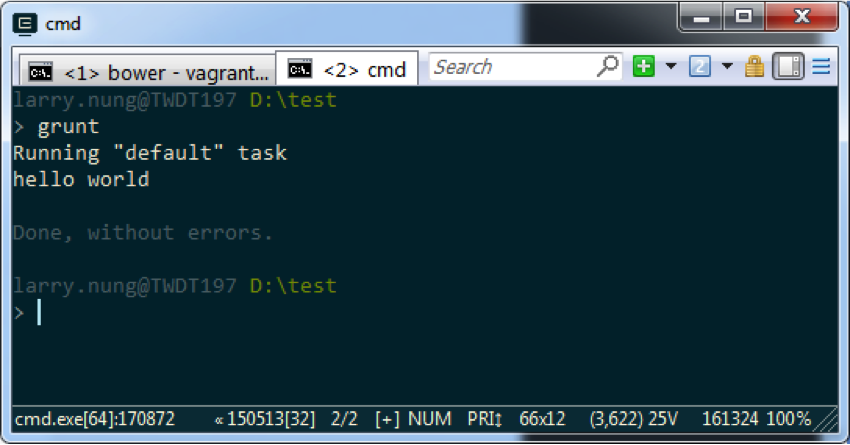 cmd
<1> bower - vagrant...
<2> cmd
Search
2
larry.nung@TWDT197 D:\test
> grunt
Running "default" task
hello world
Done, without errors.
larry.nung@TWDT197 D:\test
>
cmd.exe[64]:170872 «150513[32] 2/2 [+] NUM PRI↕ 66x12 (3,622) 25V 161324 100%